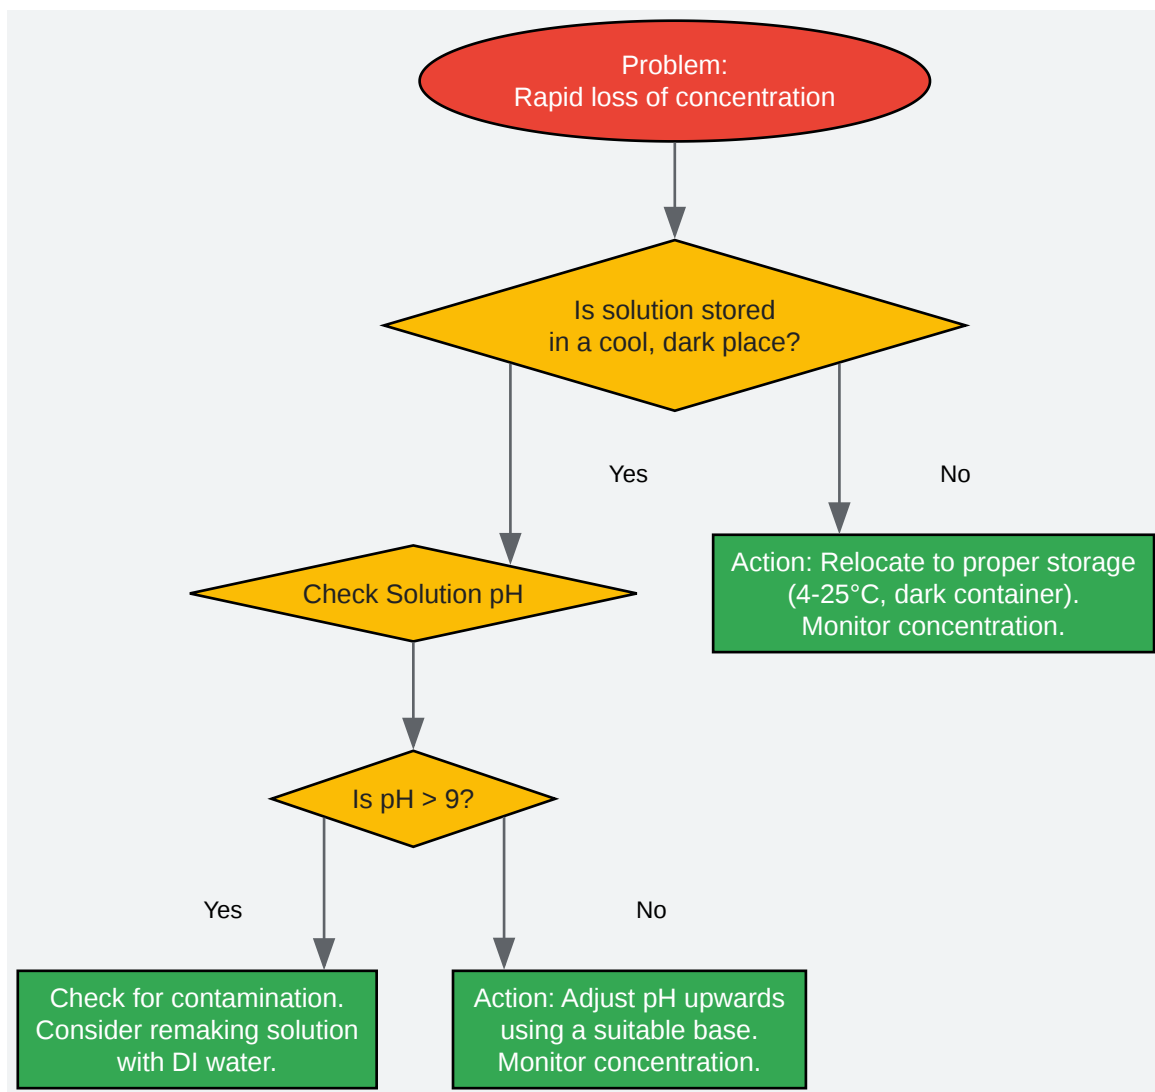 Problem:
Rapid loss of concentration
Is solution stored
in a cool, dark place?
Yes
No
Action: Relocate to proper storage
(4-25°C, dark container).
Monitor concentration.
Check Solution pH
Is pH > 9?
Yes
No
Check for contamination.
Consider remaking solution
with DI water.
Action: Adjust pH upwards
using a suitable base.
Monitor concentration.